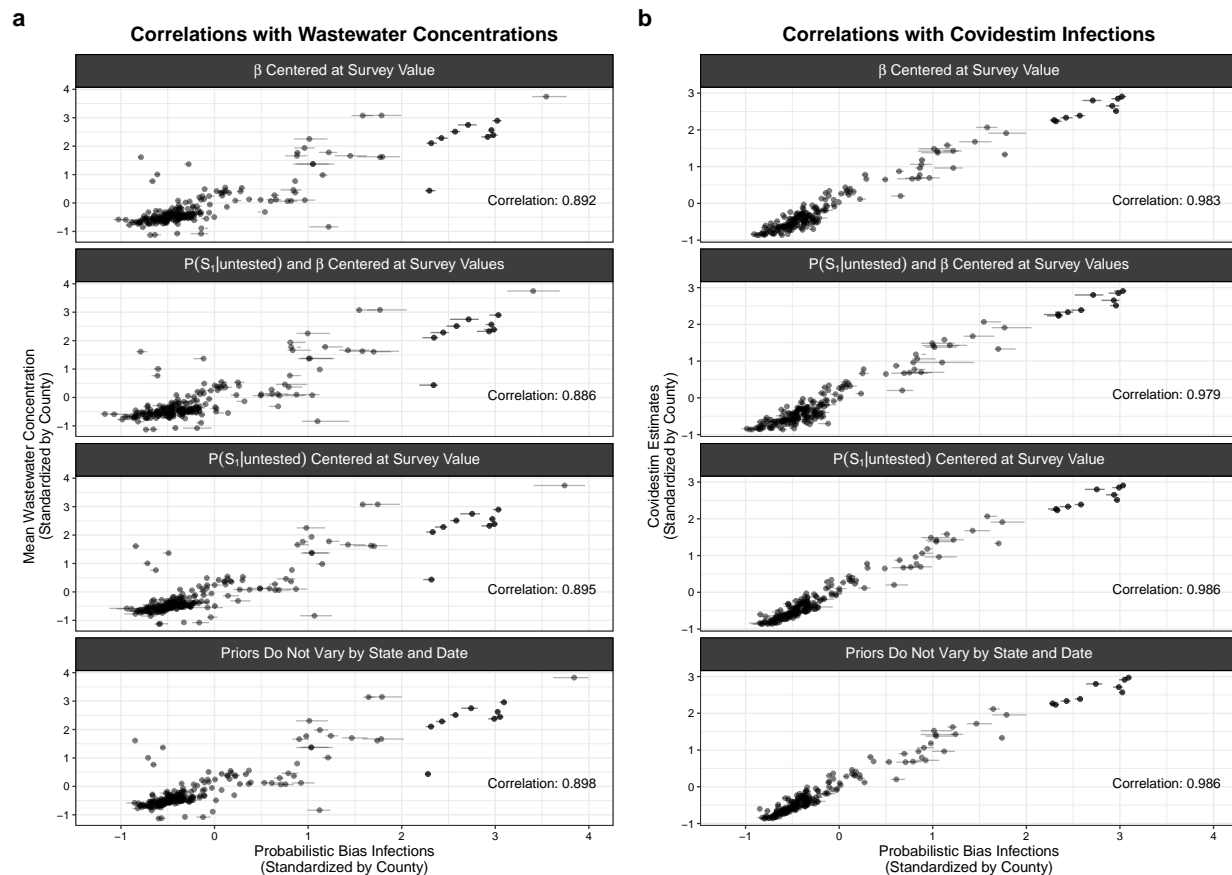 a
Correlations with Wastewater Concentrations
β Centered at Survey Value
4
3
2
1
0
−1
Correlation: 0.892
P(S₁|untested) and β Centered at Survey Values
4
3
2
1
0
−1
Correlation: 0.886
P(S₁|untested) Centered at Survey Value
4
3
2
1
0
−1
Correlation: 0.895
Priors Do Not Vary by State and Date
4
3
2
1
0
−1
Correlation: 0.898
Mean Wastewater Concentration
(Standardized by County)
−1 0 1 2 3 4
Probabilistic Bias Infections
(Standardized by County)
b
Correlations with Covidestim Infections
β Centered at Survey Value
3
2
1
0
−1
Correlation: 0.983
P(S₁|untested) and β Centered at Survey Values
3
2
1
0
−1
Correlation: 0.979
P(S₁|untested) Centered at Survey Value
3
2
1
0
−1
Correlation: 0.986
Priors Do Not Vary by State and Date
3
2
1
0
−1
Correlation: 0.986
Covidestim Estimates
(Standardized by County)
−1 0 1 2 3 4
Probabilistic Bias Infections
(Standardized by County)